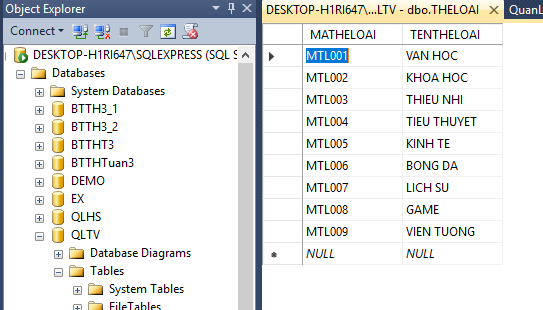 Object Explorer
Connect
DESKTOP-H1RI647\SQLEXPRESS (SQL S
Databases
System Databases
BTTH3_1
BTTH3_2
BTTHT3
BTTHTuan3
DEMO
EX
QLHS
QLTV
Database Diagrams
Tables
System Tables
FileTables
DESKTOP-H1RI647\...LTV - dbo.THELOAI
QuanL
MATHELOAI TENTHELOAI
MTL001 VAN HOC
MTL002 KHOA HOC
MTL003 THIEU NHI
MTL004 TIEU THUYET
MTL005 KINH TE
MTL006 BONG DA
MTL007 LICH SU
MTL008 GAME
MTL009 VIEN TUONG
NULL NULL